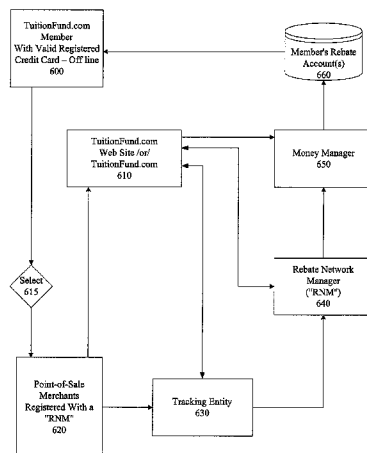 TuitionFund.com
Member
With Valid Registered
Credit Card – Off line
600
Member's Rebate
Account(s)
660
TuitionFund.com
Web Site /or/
TuitionFund.com
610
Money Manager
650
Select
615
Rebate Network
Manager
("RNM")
640
Point-of-Sale
Merchants
Registered With a
"RNM"
620
Tracking Entity
630